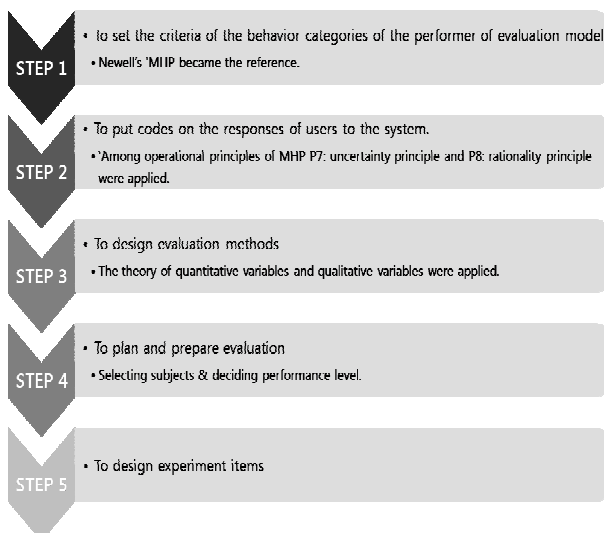 STEP 1
• To set the criteria of the behavior categories of the performer of evaluation model
• Newell's 'MHP became the reference.
STEP 2
• To put codes on the responses of users to the system.
• 'Among operational principles of MHP P7: uncertainty principle and P8: rationality principle
were applied.
STEP 3
• To design evaluation methods
• The theory of quantitative variables and qualitative variables were applied.
STEP 4
• To plan and prepare evaluation
• Selecting subjects & deciding performance level.
STEP 5
• To design experiment items